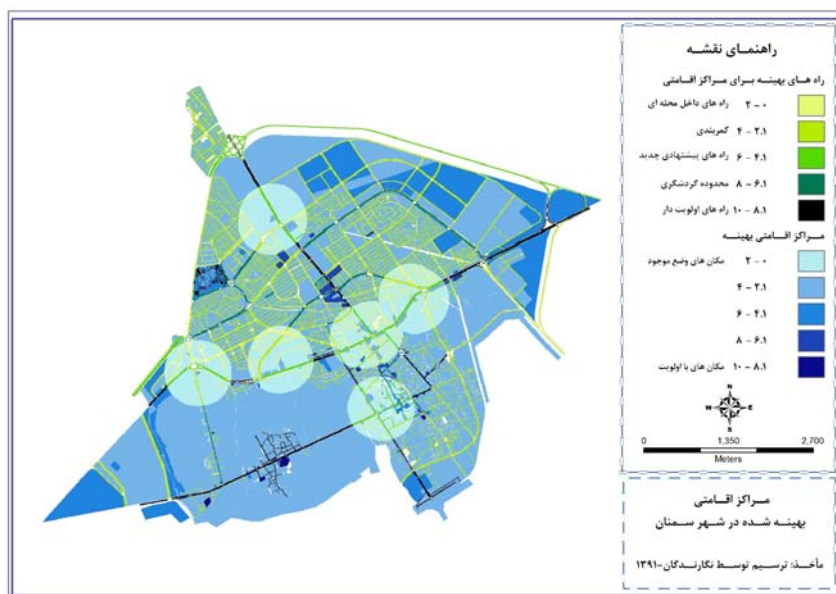 راهنمای نقشه
راه های بهینه برای مراکز اقامتی
۰ - ۲ راه های داخل محله ای
۲.۱ - ۴ کمربندی
۴.۱ - ۶ راه های پیشنهادی جدید
۶.۱ - ۸ محدوده گردشگری
۸.۱ - ۱۰ راه های اولویت دار
مراکز اقامتی بهینه
۰ - ۲ مکان های وضع موجود
۲.۱ - ۴
۴.۱ - ۶
۶.۱ - ۸
۸.۱ - ۱۰ مکان های با اولویت
N
W E
S
0 1,350 2,700
Meters
مراکز اقامتی
بهینه شده در شهر سمنان
مأخذ: ترسیم توسط نگارندگان-۱۳۹۱